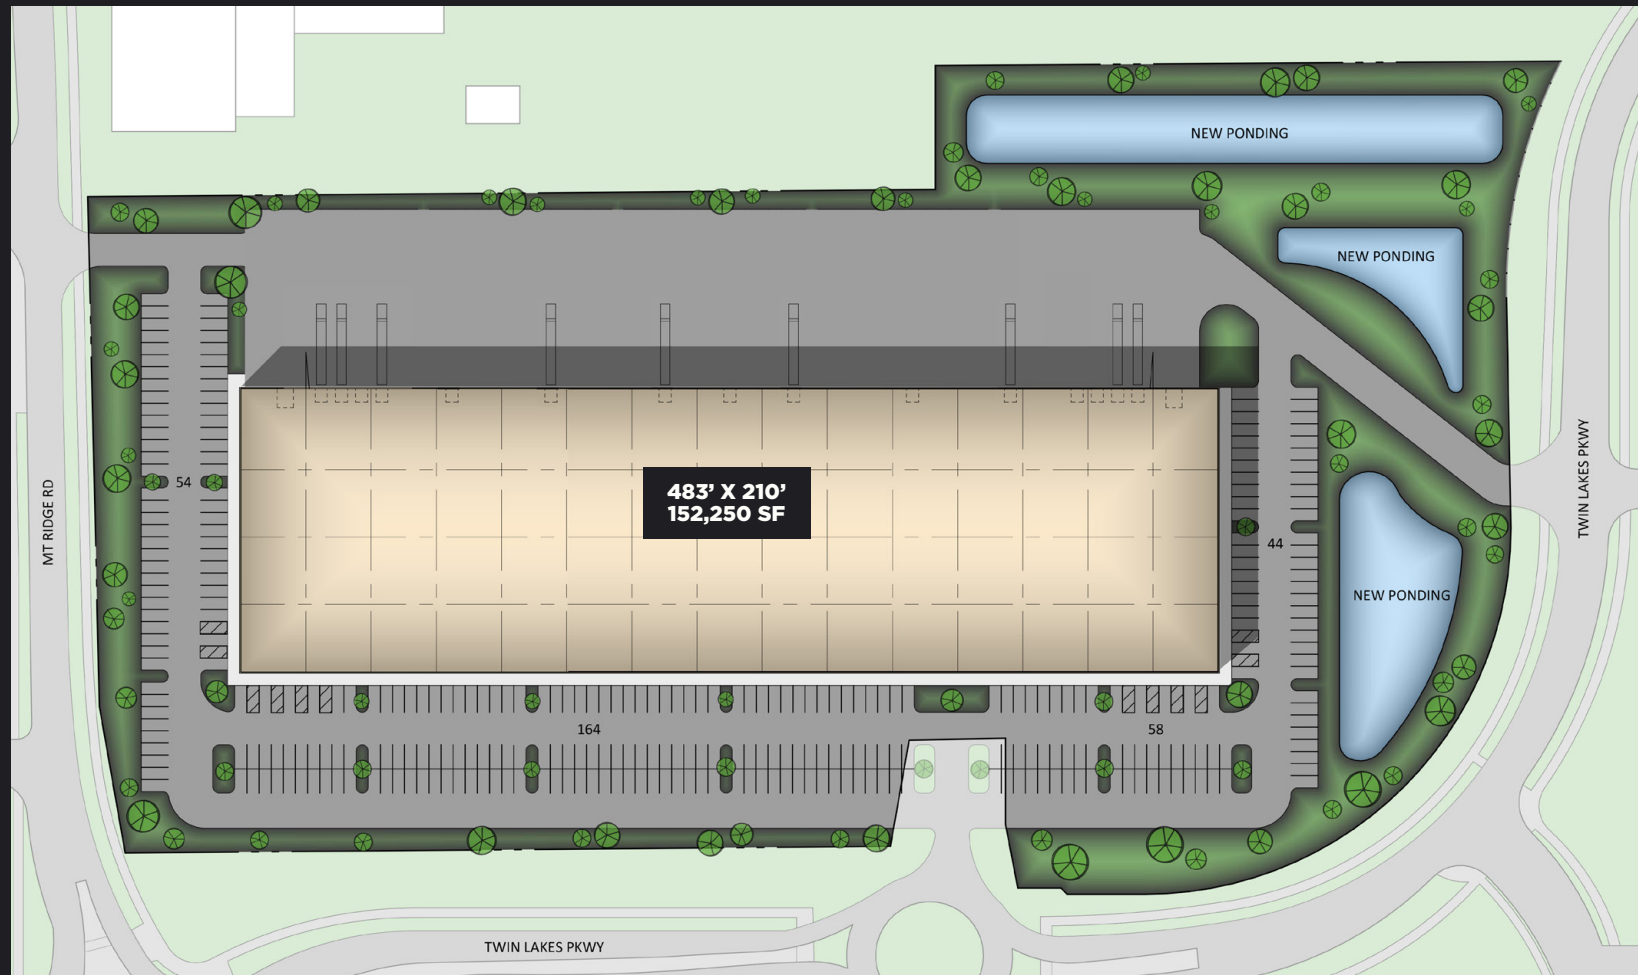 NEW PONDING
NEW PONDING
TWIN LAKES PKWY
MT RIDGE RD
54
483’ X 210’
152,250 SF
44
NEW PONDING
164
58
TWIN LAKES PKWY